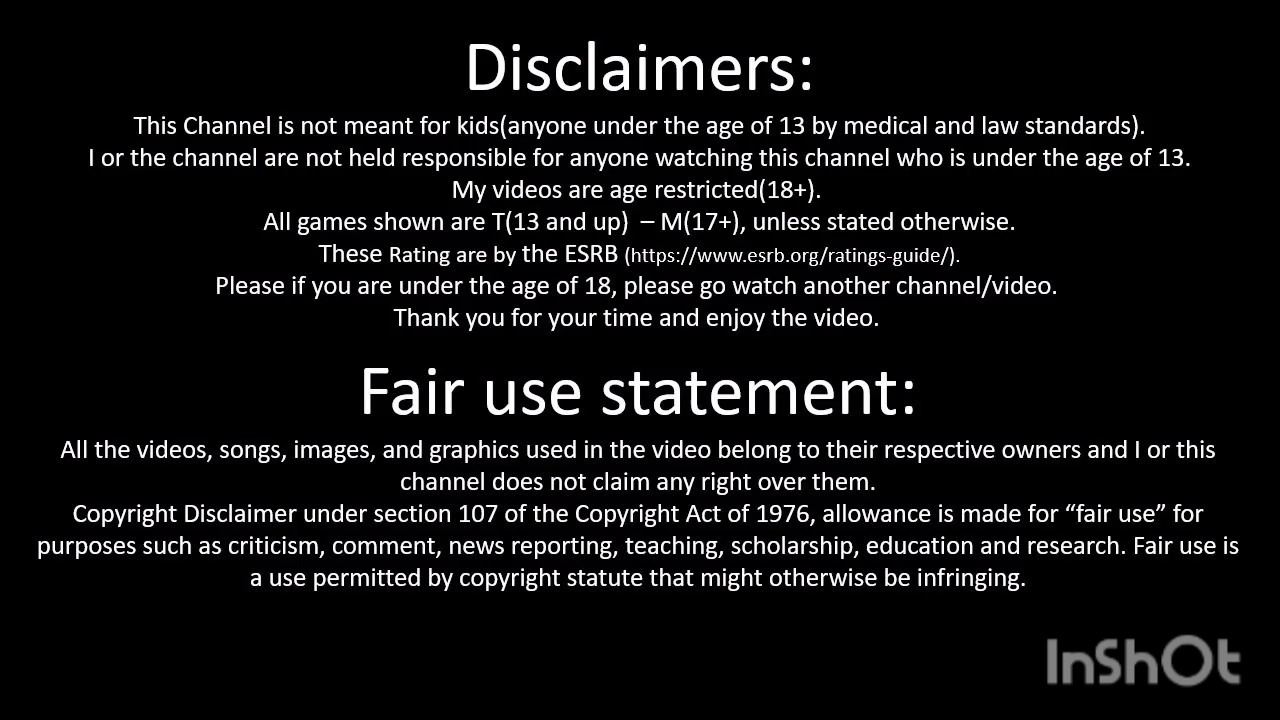 Disclaimers:
This Channel is not meant for kids(anyone under the age of 13 by medical and law standards).
I or the channel are not held responsible for anyone watching this channel who is under the age of 13.
My videos are age restricted(18+).
All games shown are T(13 and up)  – M(17+), unless stated otherwise.
These Rating are by the ESRB (https://www.esrb.org/ratings-guide/).
Please if you are under the age of 18, please go watch another channel/video.
Thank you for your time and enjoy the video.
Fair use statement:
All the videos, songs, images, and graphics used in the video belong to their respective owners and I or this
channel does not claim any right over them.
Copyright Disclaimer under section 107 of the Copyright Act of 1976, allowance is made for “fair use” for
purposes such as criticism, comment, news reporting, teaching, scholarship, education and research. Fair use is
a use permitted by copyright statute that might otherwise be infringing.
InShOt